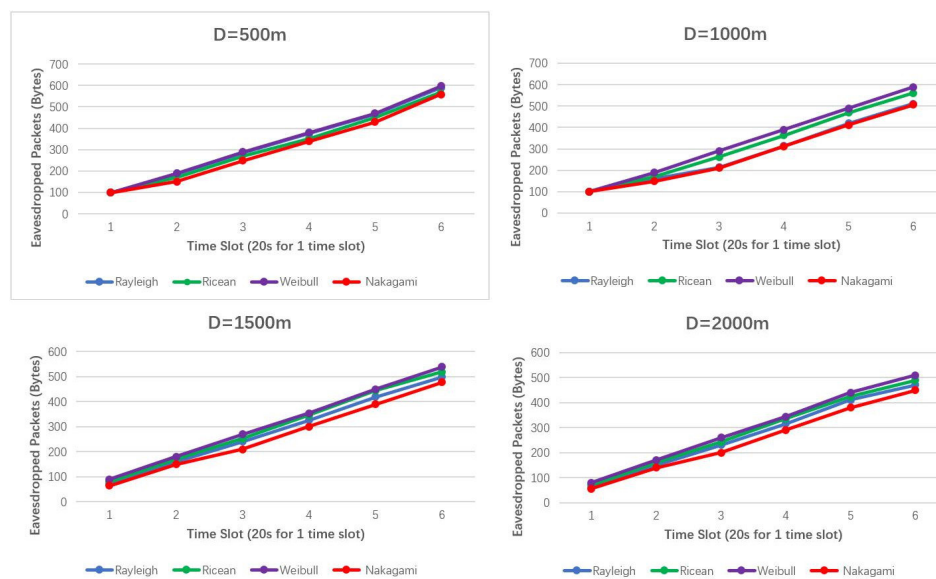 D=500m
Eavesdropped Packets (Bytes)
700
600
500
400
300
200
100
0
1 2 3 4 5 6
Time Slot (20s for 1 time slot)
Rayleigh Ricean Weibull Nakagami
D=1000m
Eavesdropped Packets (Bytes)
700
600
500
400
300
200
100
0
1 2 3 4 5 6
Time Slot (20s for 1 time slot)
Rayleigh Ricean Weibull Nakagami
D=1500m
Eavesdropped Packets (Bytes)
600
500
400
300
200
100
0
1 2 3 4 5 6
Time Slot (20s for 1 time slot)
Rayleigh Ricean Weibull Nakagami
D=2000m
Eavesdropped Packets (Bytes)
600
500
400
300
200
100
0
1 2 3 4 5 6
Time Slot (20s for 1 time slot)
Rayleigh Ricean Weibull Nakagami